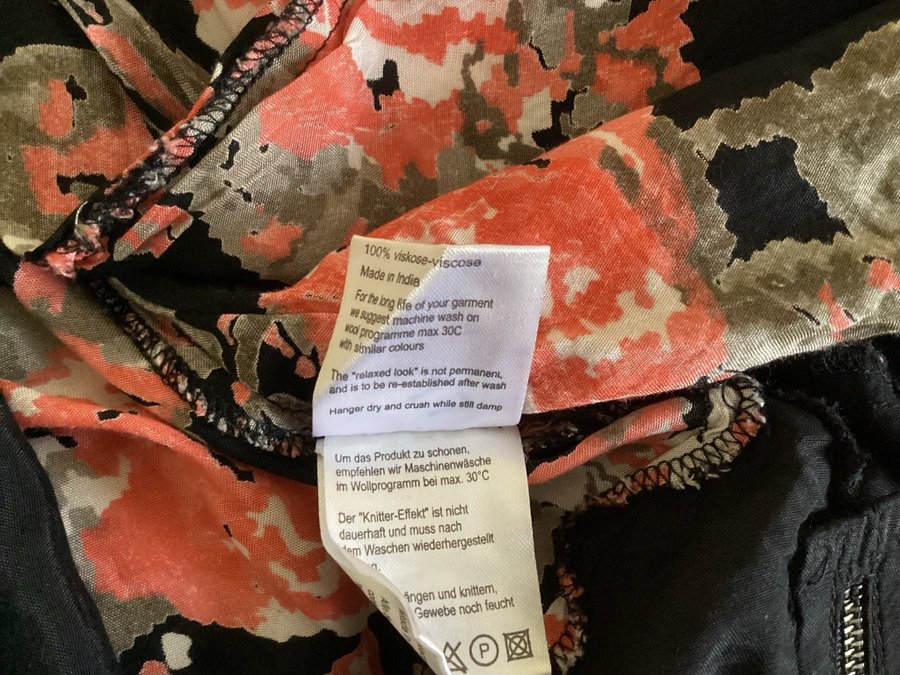 100% viskose-viscose
Made in India
For the long life of your garment
we suggest machine wash on
wool programme max 30C
with similar colours
The "relaxed look" is not permanent,
and is to be re-established after wash
Hanger dry and crush while still damp
Um das Produkt zu schonen,
empfehlen wir Maschinenwäsche
im Wollprogramm bei max. 30°C
Der "Knitter-Effekt" ist nicht
dauerhaft und muss nach
dem Waschen wiederhergestellt
und knittern,
Gewebe noch feucht
P